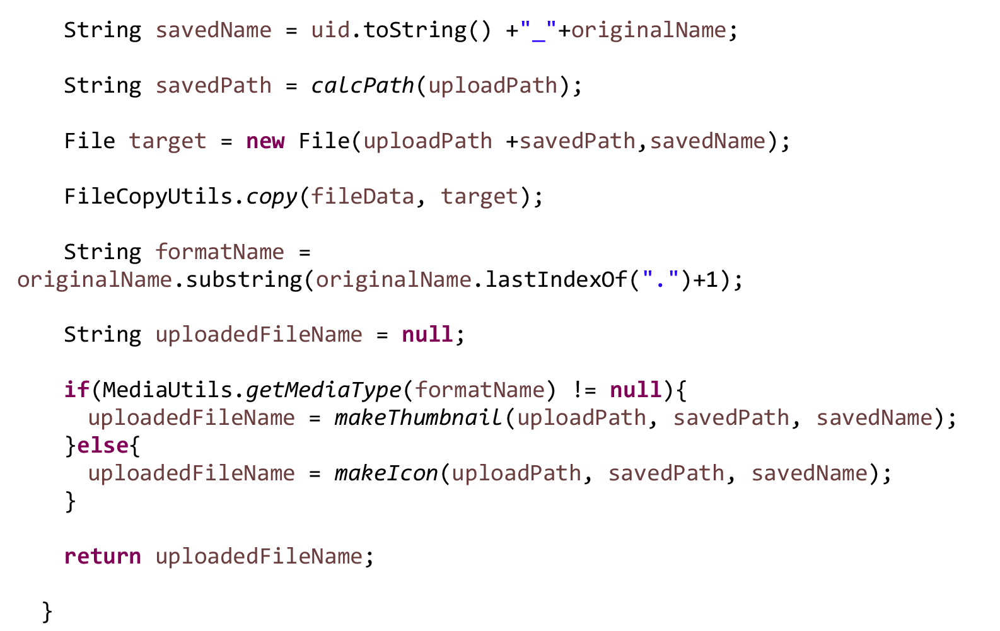 String savedName = uid.toString() +"_"+originalName;
String savedPath = calcPath(uploadPath);
File target = new File(uploadPath +savedPath,savedName);
FileCopyUtils.copy(fileData, target);
String formatName =
originalName.substring(originalName.lastIndexOf(".")+1);
String uploadedFileName = null;
if(MediaUtils.getMediaType(formatName) != null){
uploadedFileName = makeThumbnail(uploadPath, savedPath, savedName);
}else{
uploadedFileName = makeIcon(uploadPath, savedPath, savedName);
}
return uploadedFileName;
}